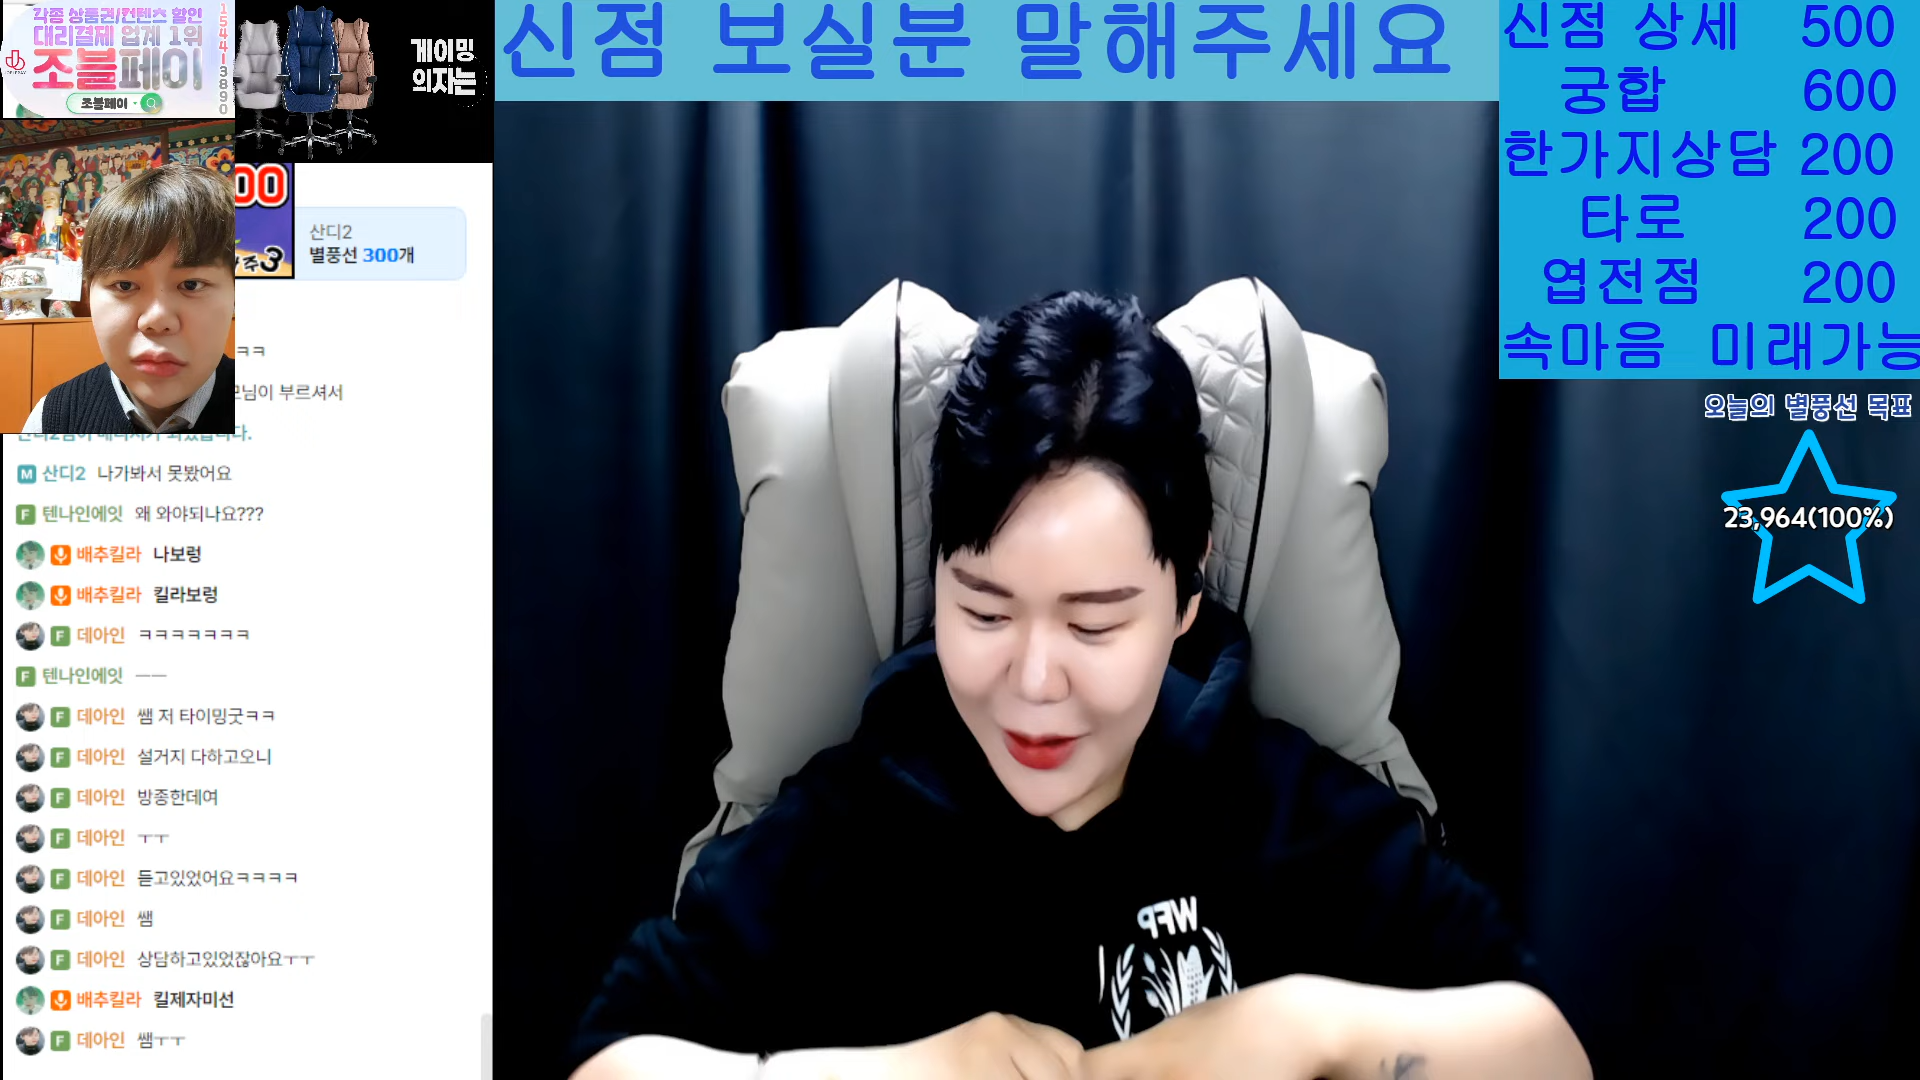 각종 상품권/컨텐츠 할인
대리결제 업계 1위
조블페이
조블페이
1544-3890
게이밍
의자는
신점 보실분 말해주세요
신점 상세 500
궁합 600
한가지상담 200
타로 200
엽전점 200
속마음 미래가능
오늘의 별풍선 목표
23,964(100%)
00
주3
산디2
별풍선 300개
ㅋㅋ
모님이 부르셔서
M 산디2 나가봐서 못봤어요
F 텐나인에잇 왜 와야되나요???
배추킬라 나보렁
배추킬라 킬라보렁
F 데아인 ㅋㅋㅋㅋㅋㅋㅋ
F 텐나인에잇 ㅡㅡ
F 데아인 쌤 저 타이밍굿ㅋㅋ
F 데아인 설거지 다하고오니
F 데아인 방종한데여
F 데아인 ㅜㅜ
F 데아인 듣고있었어요ㅋㅋㅋㅋ
F 데아인 쌤
F 데아인 상담하고있었잖아요ㅜㅜ
배추킬라 킬제자미선
F 데아인 쌤ㅜㅜ
WFP